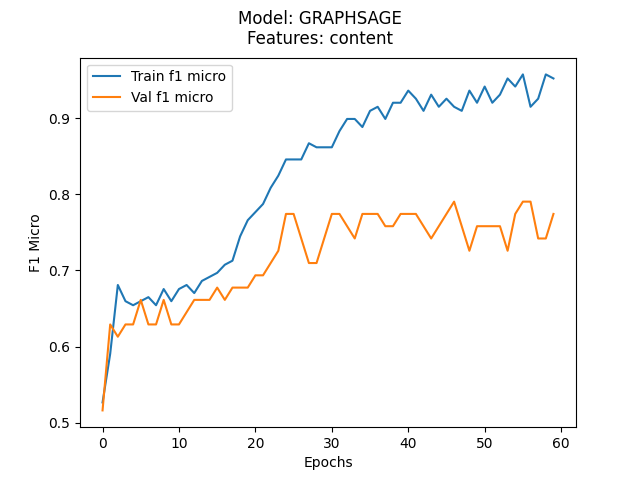 Model: GRAPHSAGE
Features: content
Train f1 micro
Val f1 micro
F1 Micro
0.9
0.8
0.7
0.6
0.5
0 10 20 30 40 50 60
Epochs